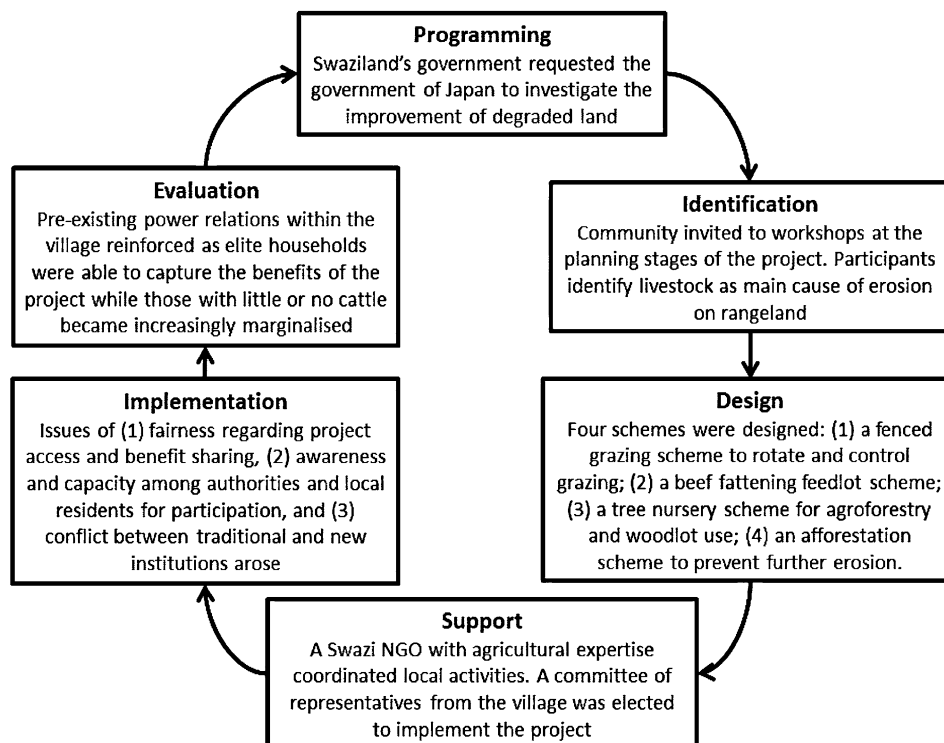 Programming
Swaziland's government requested the
government of Japan to investigate the
improvement of degraded land
Identification
Community invited to workshops at the
planning stages of the project. Participants
identify livestock as main cause of erosion
on rangeland
Design
Four schemes were designed: (1) a fenced
grazing scheme to rotate and control
grazing; (2) a beef fattening feedlot scheme;
(3) a tree nursery scheme for agroforestry
and woodlot use; (4) an afforestation
scheme to prevent further erosion.
Support
A Swazi NGO with agricultural expertise
coordinated local activities. A committee of
representatives from the village was elected
to implement the project
Implementation
Issues of (1) fairness regarding project
access and benefit sharing, (2) awareness
and capacity among authorities and local
residents for participation, and (3)
conflict between traditional and new
institutions arose
Evaluation
Pre-existing power relations within the
village reinforced as elite households
were able to capture the benefits of the
project while those with little or no cattle
became increasingly marginalised